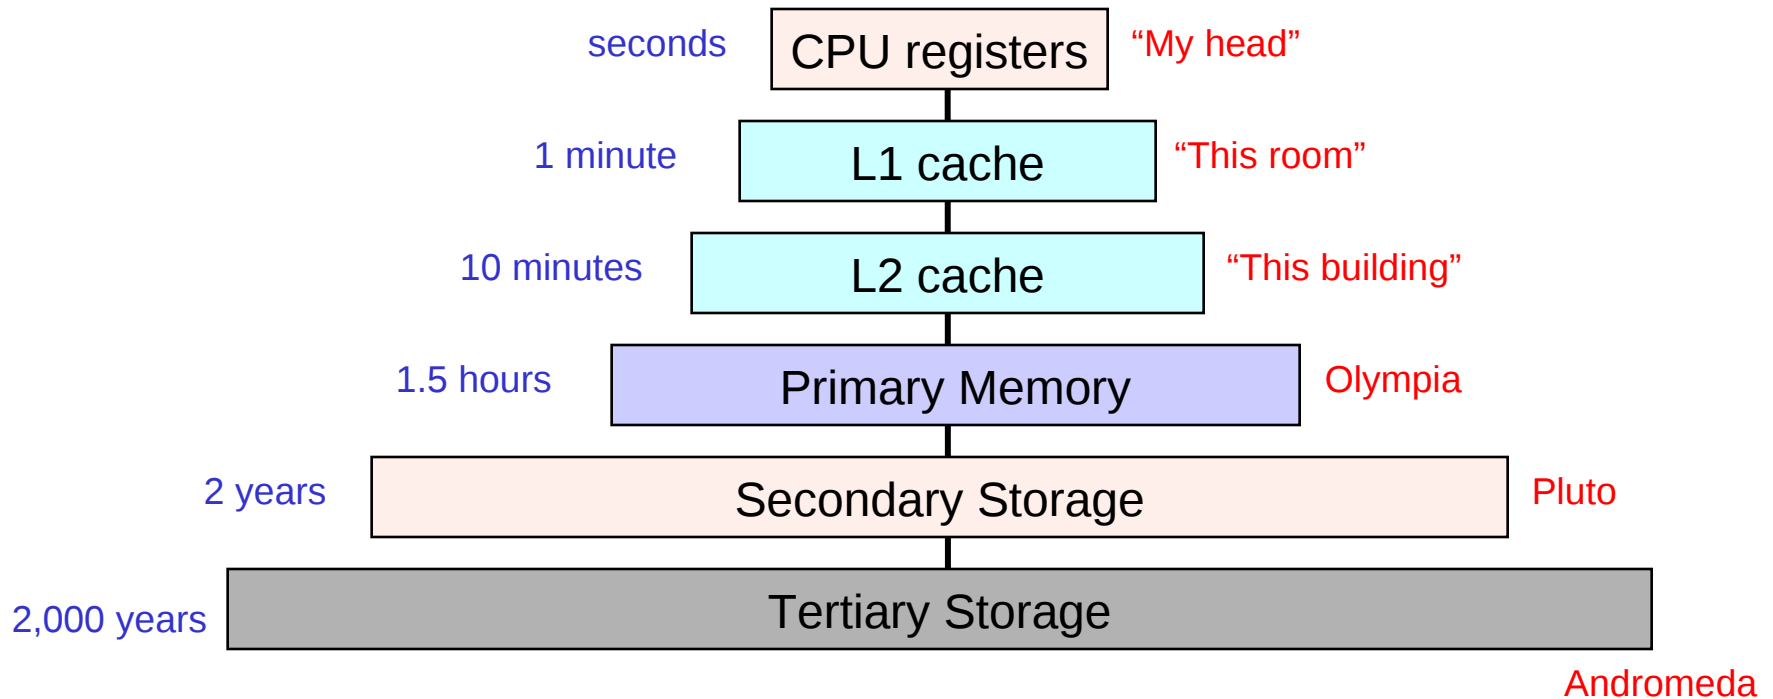 seconds CPU registers “My head”
1 minute L1 cache “This room”
10 minutes L2 cache “This building”
1.5 hours Primary Memory Olympia
2 years Secondary Storage Pluto
2,000 years Tertiary Storage
Andromeda